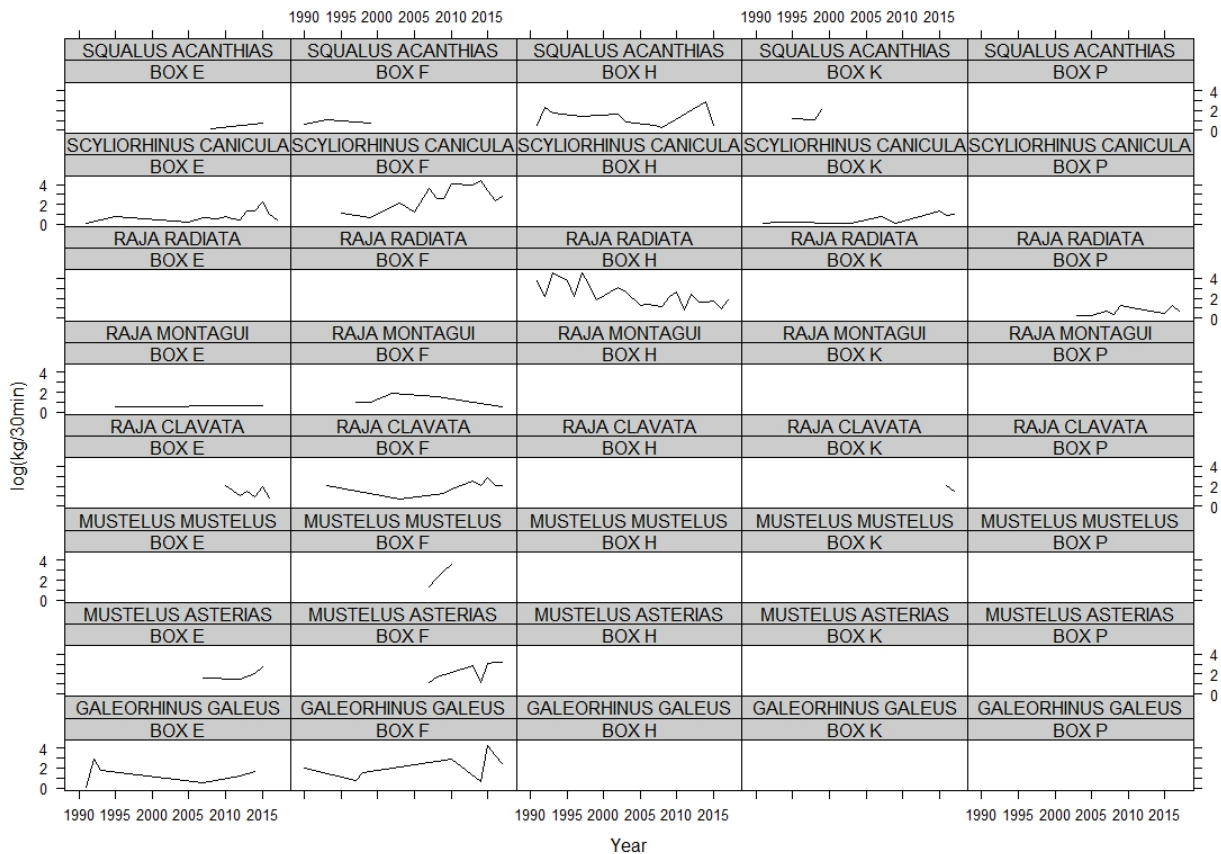 1990 1995 2000 2005 2010 2015 1990 1995 2000 2005 2010 2015
SQUALUS ACANTHIAS SQUALUS ACANTHIAS SQUALUS ACANTHIAS SQUALUS ACANTHIAS SQUALUS ACANTHIAS
BOX E BOX F BOX H BOX K BOX P
4
2
0
SCYLIORHINUS CANICULA SCYLIORHINUS CANICULA SCYLIORHINUS CANICULA SCYLIORHINUS CANICULA SCYLIORHINUS CANICULA
BOX E BOX F BOX H BOX K BOX P
4
2
0
RAJA RADIATA RAJA RADIATA RAJA RADIATA RAJA RADIATA RAJA RADIATA
BOX E BOX F BOX H BOX K BOX P
4
2
0
RAJA MONTAGUI RAJA MONTAGUI RAJA MONTAGUI RAJA MONTAGUI RAJA MONTAGUI
BOX E BOX F BOX H BOX K BOX P
4
2
0
RAJA CLAVATA RAJA CLAVATA RAJA CLAVATA RAJA CLAVATA RAJA CLAVATA
BOX E BOX F BOX H BOX K BOX P
4
2
0
MUSTELUS MUSTELUS MUSTELUS MUSTELUS MUSTELUS MUSTELUS MUSTELUS MUSTELUS MUSTELUS MUSTELUS
BOX E BOX F BOX H BOX K BOX P
4
2
0
MUSTELUS ASTERIAS MUSTELUS ASTERIAS MUSTELUS ASTERIAS MUSTELUS ASTERIAS MUSTELUS ASTERIAS
BOX E BOX F BOX H BOX K BOX P
4
2
0
GALEORHINUS GALEUS GALEORHINUS GALEUS GALEORHINUS GALEUS GALEORHINUS GALEUS GALEORHINUS GALEUS
BOX E BOX F BOX H BOX K BOX P
4
2
0
1990 1995 2000 2005 2010 2015 1990 1995 2000 2005 2010 2015 1990 1995 2000 2005 2010 2015
Year
log(kg/30min)